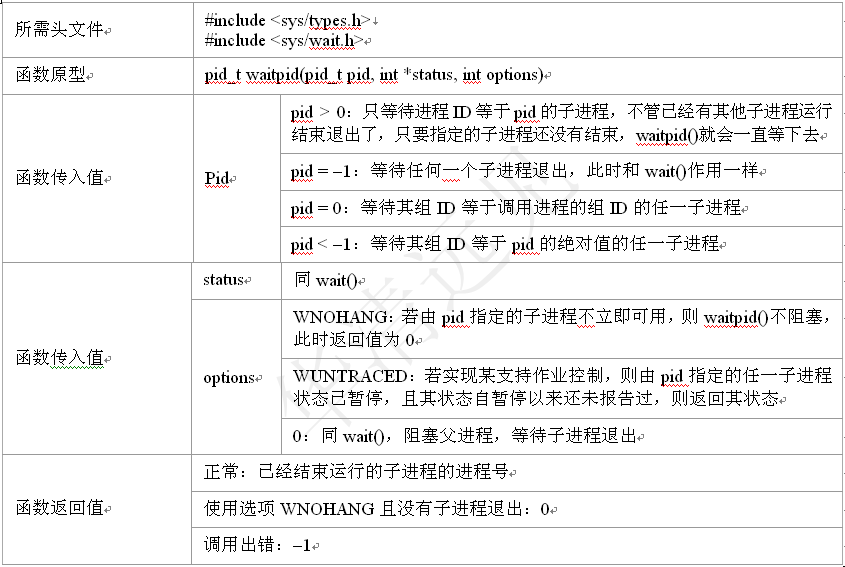 所需头文件
#include <sys/types.h>
#include <sys/wait.h>
函数原型
pid_t waitpid(pid_t pid, int *status, int options)
函数传入值
Pid
pid > 0：只等待进程 ID 等于 pid 的子进程，不管已经有其他子进程运行
结束退出了，只要指定的子进程还没有结束，waitpid()就会一直等下去
pid = –1：等待任何一个子进程退出，此时和 wait()作用一样
pid = 0：等待其组 ID 等于调用进程的组 ID 的任一子进程
pid < –1：等待其组 ID 等于 pid 的绝对值的任一子进程
函数传入值
status
同 wait()
options
WNOHANG：若由 pid 指定的子进程不立即可用，则 waitpid()不阻塞，
此时返回值为 0
WUNTRACED：若实现某支持作业控制，则由 pid 指定的任一子进程
状态已暂停，且其状态自暂停以来还未报告过，则返回其状态
0：同 wait()，阻塞父进程，等待子进程退出
函数返回值
正常：已经结束运行的子进程的进程号
使用选项 WNOHANG 且没有子进程退出：0
调用出错：–1
华清远见